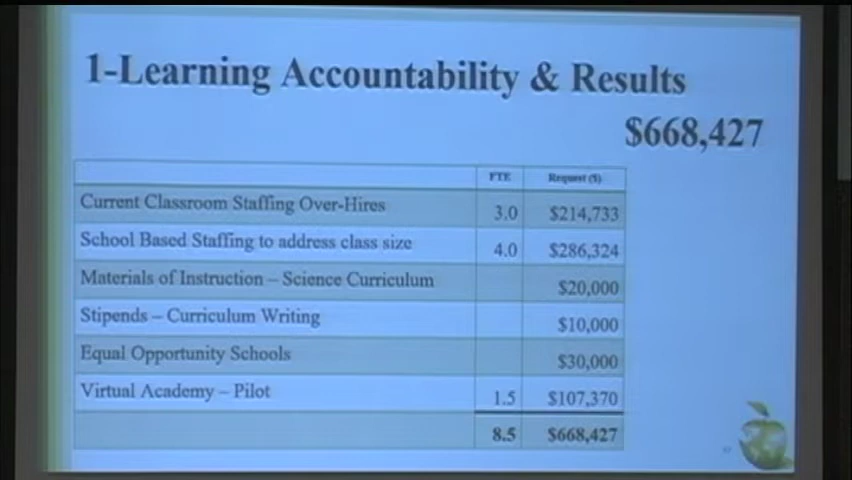 1-Learning Accountability & Results
$668,427
FTE Request ($)
Current Classroom Staffing Over-Hires 3.0 $214,733
School Based Staffing to address class size 4.0 $286,324
Materials of Instruction – Science Curriculum $20,000
Stipends – Curriculum Writing $10,000
Equal Opportunity Schools $30,000
Virtual Academy – Pilot 1.5 $107,370
8.5 $668,427